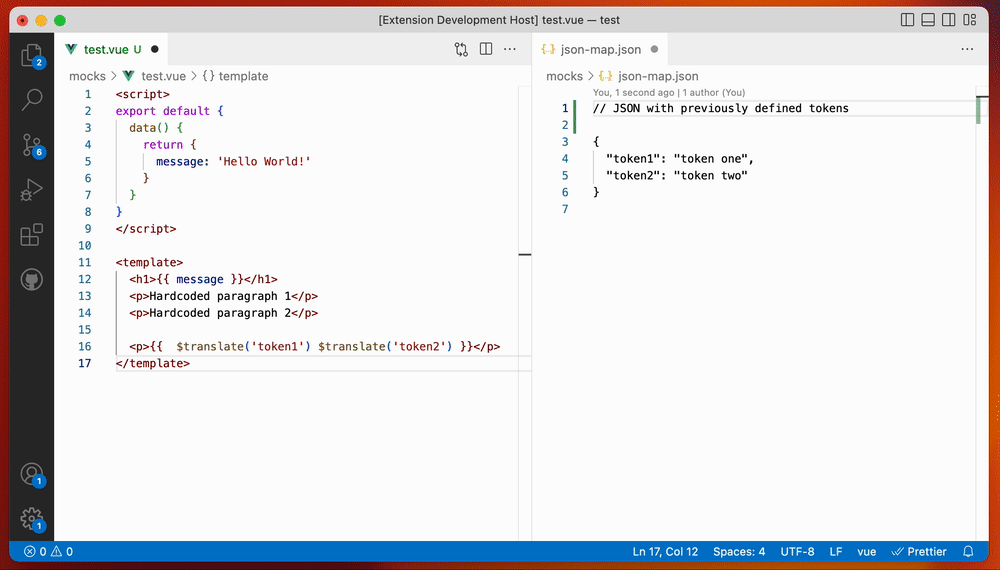 [Extension Development Host] test.vue — test
test.vue U
json-map.json
mocks > test.vue > {} template
mocks > {} json-map.json
1 <script>
2 export default {
3 data() {
4 return {
5 message: 'Hello World!'
6 }
7 }
8 }
9 </script>
10
11 <template>
12 <h1>{{ message }}</h1>
13 <p>Hardcoded paragraph 1</p>
14 <p>Hardcoded paragraph 2</p>
15
16 <p>{{  $translate('token1') $translate('token2') }}</p>
17 </template>
You, 1 second ago | 1 author (You)
1 // JSON with previously defined tokens
2
3 {
4 "token1": "token one",
5 "token2": "token two"
6 }
7
2
6
1
1
0 0
Ln 17, Col 12 Spaces: 4 UTF-8 LF vue Prettier